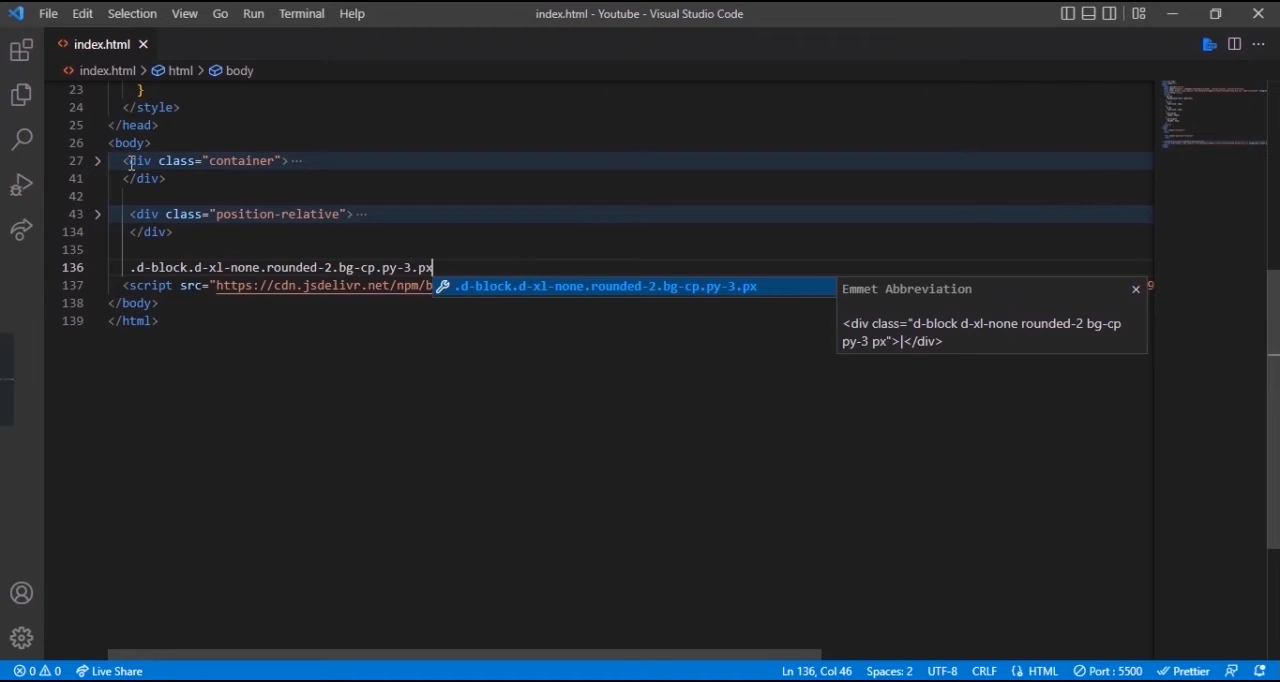 File Edit Selection View Go Run Terminal Help index.html - Youtube - Visual Studio Code
index.html
index.html > html > body
23 }
24 </style>
25 </head>
26 <body>
27 <div class="container"> ···
41 </div>
42
43 <div class="position-relative"> ···
134 </div>
135
136 .d-block.d-xl-none.rounded-2.bg-cp.py-3.px
137 <script src="https://cdn.jsdelivr.net/npm/b
.d-block.d-xl-none.rounded-2.bg-cp.py-3.px
138 </body>
139 </html>
Emmet Abbreviation
<div class="d-block d-xl-none rounded-2 bg-cp
py-3 px">|</div>
9
0 0 Live Share Ln 136, Col 46 Spaces: 2 UTF-8 CRLF HTML Port : 5500 Prettier